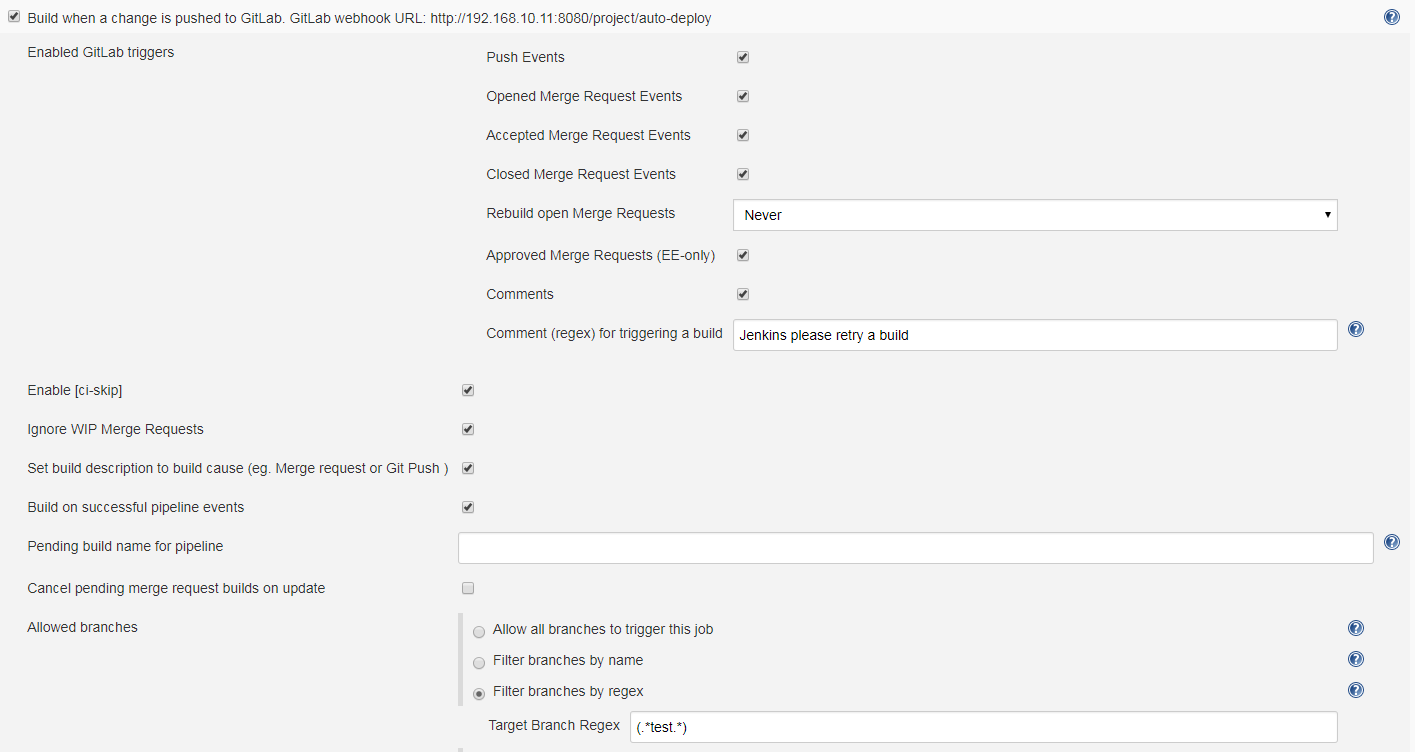 Build when a change is pushed to GitLab. GitLab webhook URL: http://192.168.10.11:8080/project/auto-deploy
Enabled GitLab triggers
Push Events
Opened Merge Request Events
Accepted Merge Request Events
Closed Merge Request Events
Rebuild open Merge Requests Never
Approved Merge Requests (EE-only)
Comments
Comment (regex) for triggering a build Jenkins please retry a build
Enable [ci-skip]
Ignore WIP Merge Requests
Set build description to build cause (eg. Merge request or Git Push )
Build on successful pipeline events
Pending build name for pipeline
Cancel pending merge request builds on update
Allowed branches
Allow all branches to trigger this job
Filter branches by name
Filter branches by regex
Target Branch Regex (.*test.*)